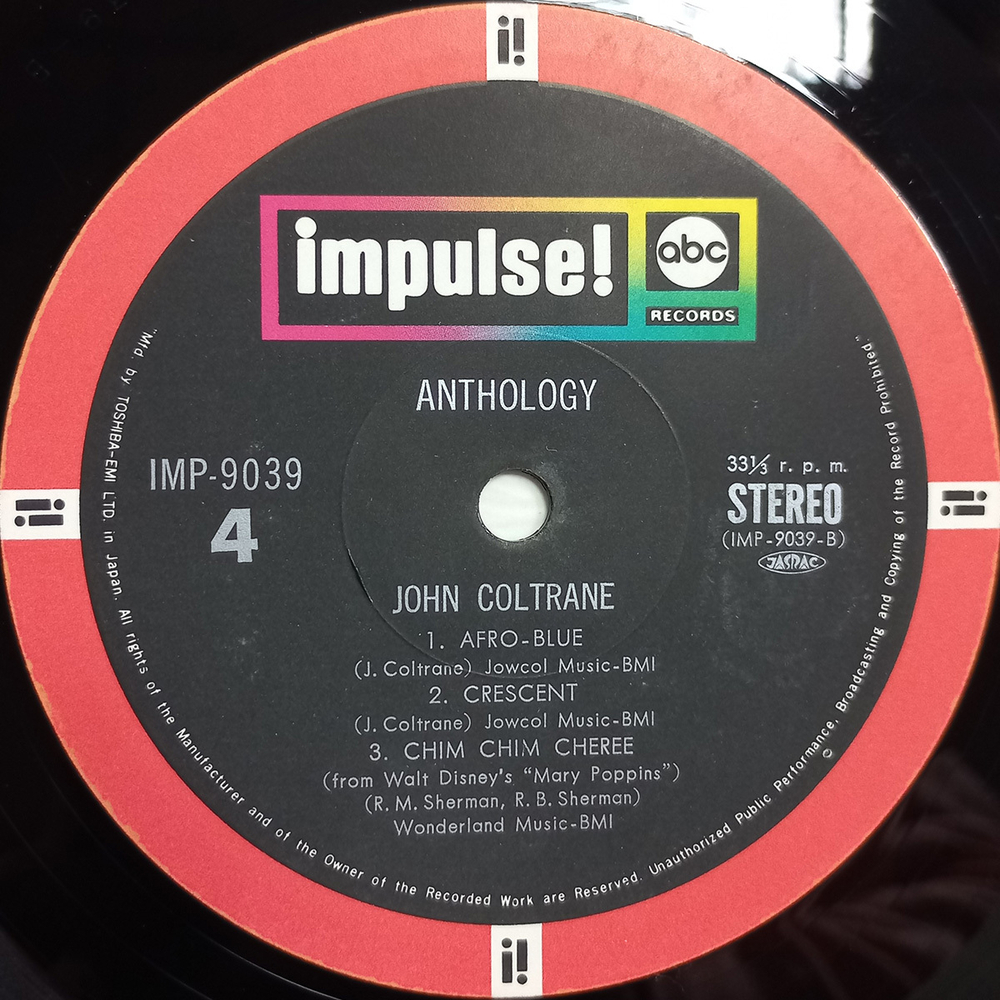 i!
impulse!
abc
RECORDS
ANTHOLOGY
IMP-9039
4
33⅓ r. p. m.
STEREO
(IMP-9039-B)
JASRAC
JOHN COLTRANE
1. AFRO-BLUE
(J. Coltrane) Jowcol Music-BMI
2. CRESCENT
(J. Coltrane) Jowcol Music-BMI
3. CHIM CHIM CHEREE
(from Walt Disney's "Mary Poppins")
(R. M. Sherman, R. B. Sherman)
Wonderland Music-BMI
"Mfd. by TOSHIBA-EMI LTD. in Japan. All rights of the Manufacturer and of the Owner of the Recorded Work are Reserved. Unauthorized Public Performance, Broadcasting and Copying of the Record Prohibited."
i!
i!
i!